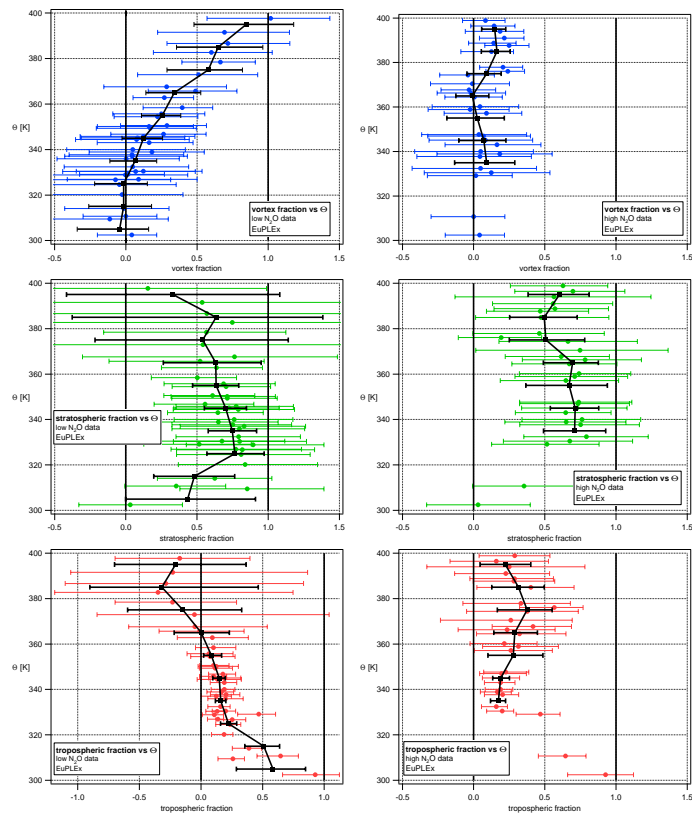 400
380
360
Θ [K]
340
320
300
vortex fraction vs Θ
low N2O data
EuPLEx
-0.5
0.0
0.5
1.0
1.5
vortex fraction
400
380
360
Θ [K]
340
320
300
vortex fraction vs Θ
high N2O data
EuPLEx
-0.5
0.0
0.5
1.0
1.5
vortex fraction
400
380
360
Θ [K]
340
320
300
stratospheric fraction vs Θ
low N2O data
EuPLEx
-0.5
0.0
0.5
1.0
1.5
stratospheric fraction
400
380
360
Θ [K]
340
320
300
stratospheric fraction vs Θ
high N2O data
EuPLEx
-0.5
0.0
0.5
1.0
1.5
stratospheric fraction
400
380
360
Θ [K]
340
320
300
tropospheric fraction vs Θ
low N2O data
EuPLEx
-1.0
-0.5
0.0
0.5
1.0
tropospheric fraction
400
380
360
Θ [K]
340
320
300
tropospheric fraction vs Θ
high N2O data
EuPLEx
-0.5
0.0
0.5
1.0
1.5
tropospheric fraction